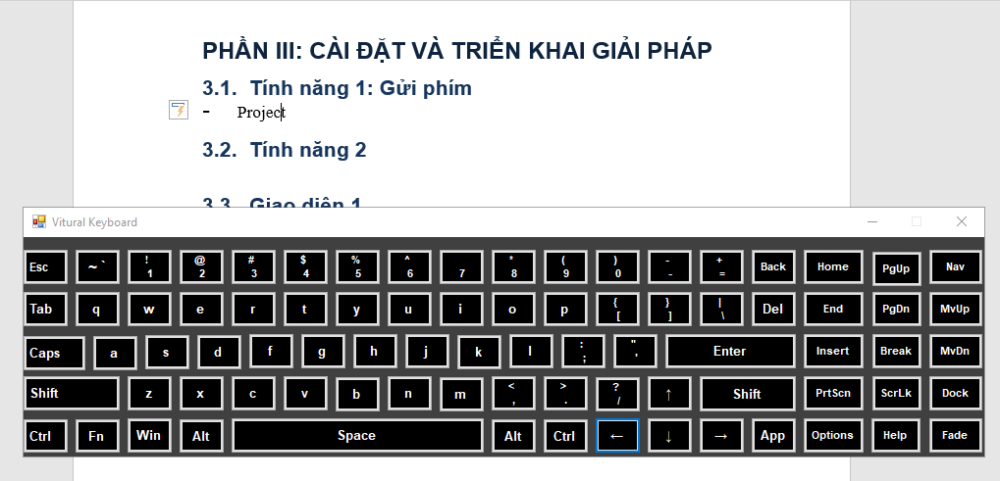 PHẦN III: CÀI ĐẶT VÀ TRIỂN KHAI GIẢI PHÁP
3.1. Tính năng 1: Gửi phím
- Project
3.2. Tính năng 2
3.3. Giao diện 1
Vitural Keyboard
Esc ~ ` ! 1 @ 2 # 3 $ 4 % 5 ^ 6 7 * 8 ( 9 ) 0 - - + = Back Home PgUp Nav
Tab q w e r t y u i o p { [ } ] | \ Del End PgDn MvUp
Caps a s d f g h j k l : ; " ' Enter Insert Break MvDn
Shift z x c v b n m < , > . ? / ↑ Shift PrtScn ScrLk Dock
Ctrl Fn Win Alt Space Alt Ctrl ← ↓ → App Options Help Fade